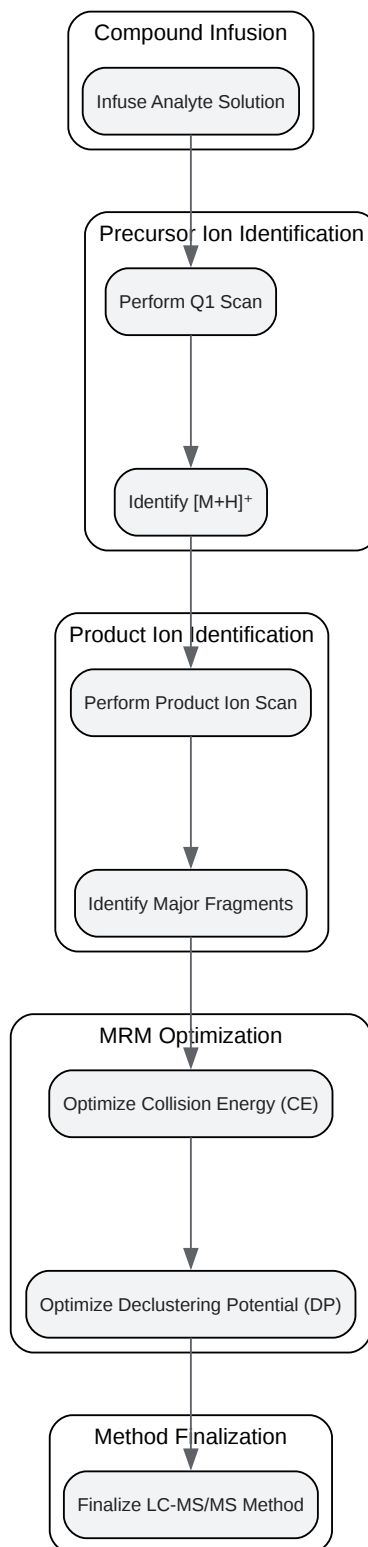 Compound Infusion
Infuse Analyte Solution
Precursor Ion Identification
Perform Q1 Scan
Identify [M+H]⁺
Product Ion Identification
Perform Product Ion Scan
Identify Major Fragments
MRM Optimization
Optimize Collision Energy (CE)
Optimize Declustering Potential (DP)
Method Finalization
Finalize LC-MS/MS Method